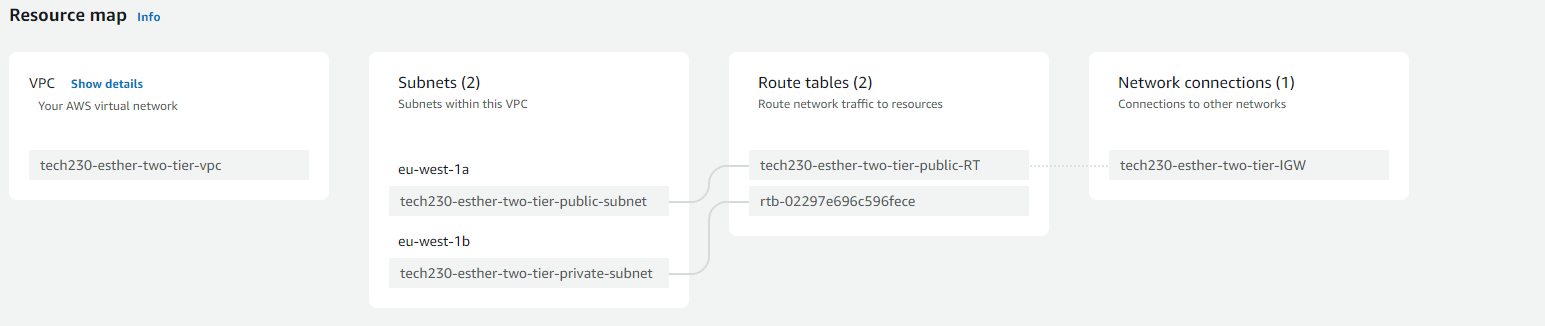 Resource map Info
VPC Show details
Your AWS virtual network
tech230-esther-two-tier-vpc
Subnets (2)
Subnets within this VPC
eu-west-1a
tech230-esther-two-tier-public-subnet
eu-west-1b
tech230-esther-two-tier-private-subnet
Route tables (2)
Route network traffic to resources
tech230-esther-two-tier-public-RT
rtb-02297e696c596fece
Network connections (1)
Connections to other networks
tech230-esther-two-tier-IGW